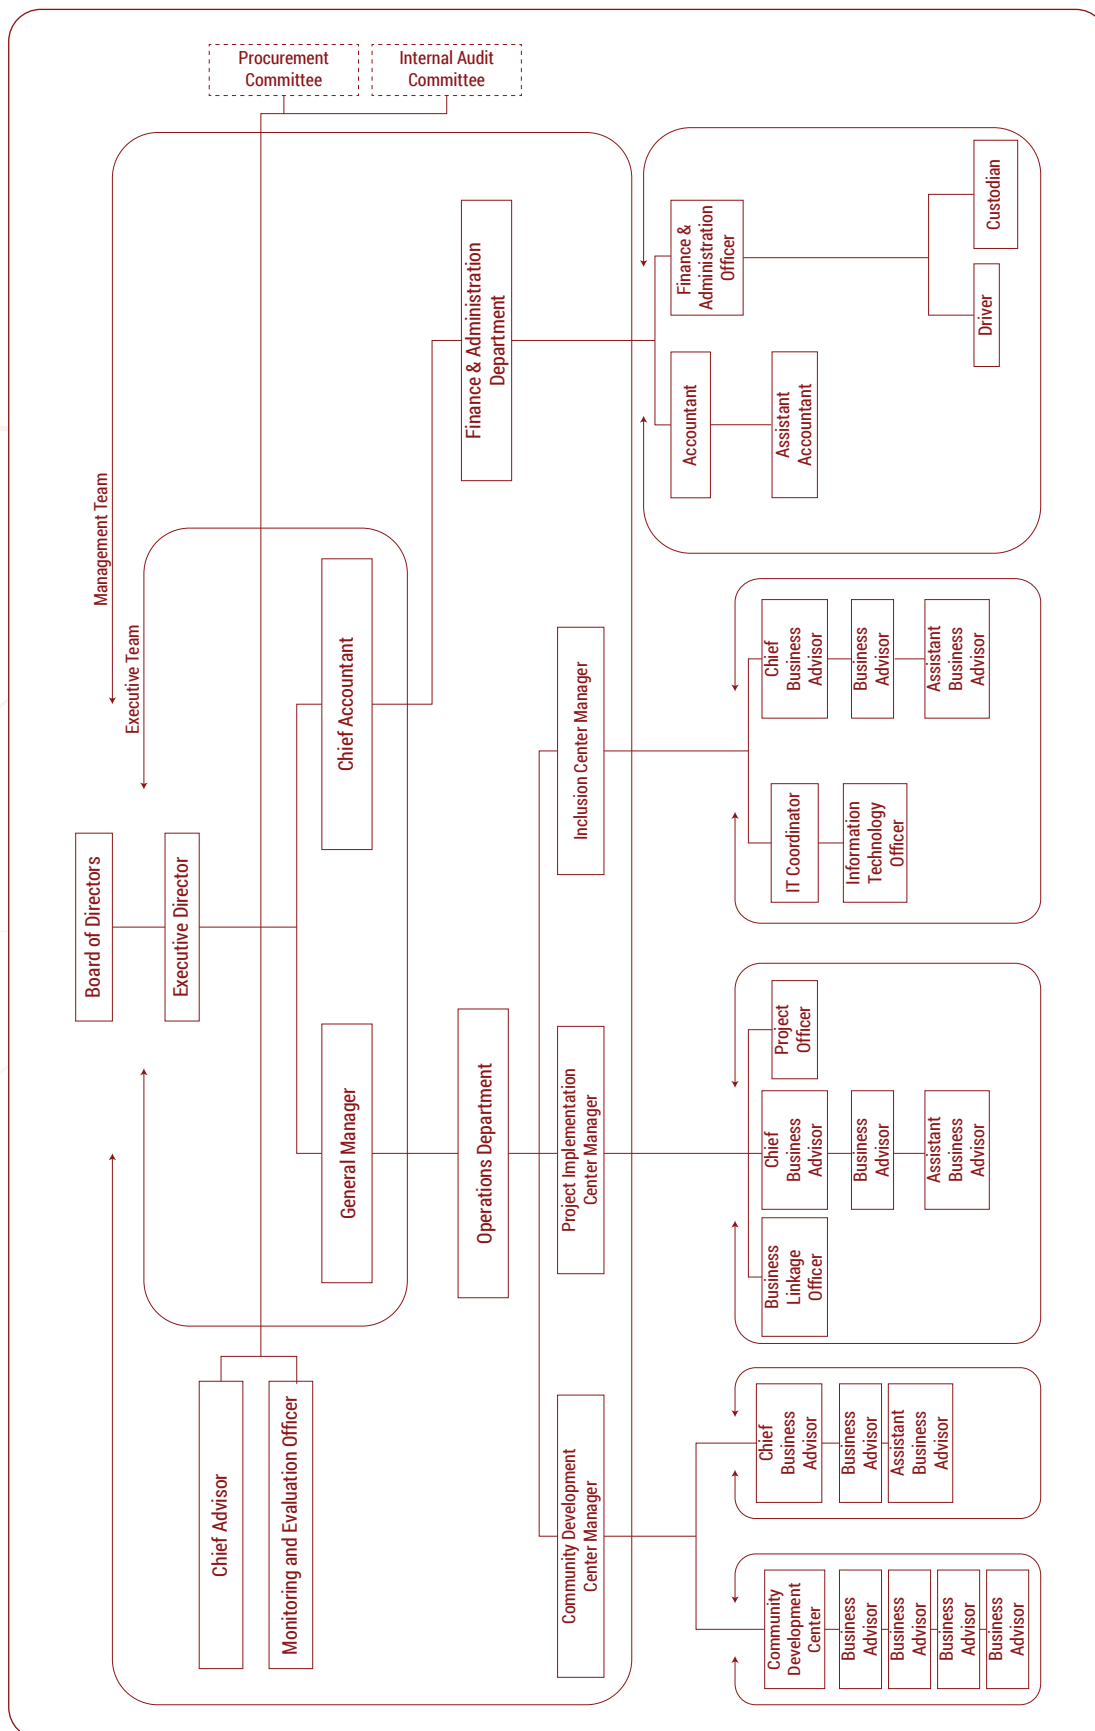 Procurement
Committee
Internal Audit
Committee
Management Team
Executive Team
Board of Directors
Executive Director
Chief Advisor
Monitoring and Evaluation Officer
General Manager
Chief Accountant
Operations Department
Finance & Administration
Department
Community Development
Center Manager
Project Implementation
Center Manager
Inclusion Center Manager
Community
Development
Center
Business
Advisor
Business
Advisor
Business
Advisor
Business
Advisor
Chief
Business
Advisor
Business
Advisor
Assistant
Business
Advisor
Business
Linkage
Officer
Chief
Business
Advisor
Business
Advisor
Assistant
Business
Advisor
Project
Officer
IT Coordinator
Information
Technology
Officer
Chief
Business
Advisor
Business
Advisor
Assistant
Business
Advisor
Accountant
Assistant
Accountant
Finance &
Administration
Officer
Driver
Custodian